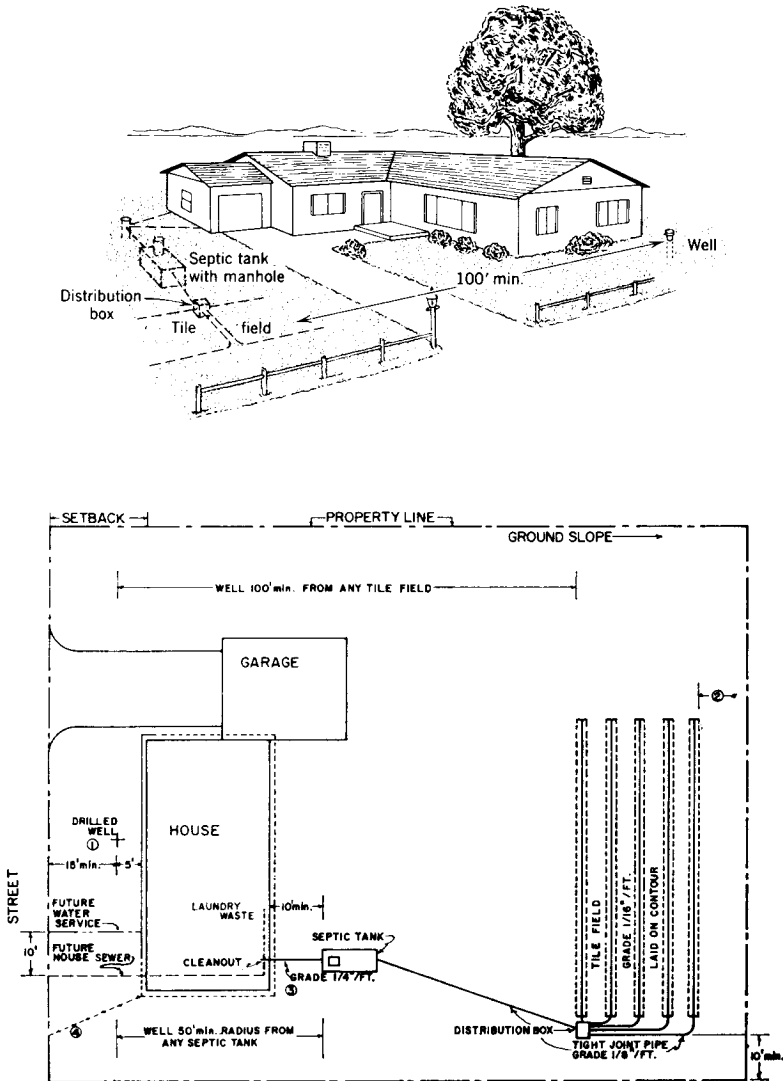 Septic tank
with manhole
Well
100' min.
Distribution
box
Tile field
SETBACK
PROPERTY LINE
GROUND SLOPE
WELL 100' min. FROM ANY TILE FIELD
GARAGE
②
DRILLED
WELL
①
HOUSE
15' min.
5'
STREET
FUTURE
WATER
SERVICE
LAUNDRY
WASTE
10' min.
10'
FUTURE
HOUSE SEWER
CLEANOUT
SEPTIC TANK
GRADE 1/4"/FT.
③
TILE FIELD
GRADE 1/16"/FT.
LAID ON CONTOUR
④
WELL 50' min. RADIUS FROM
ANY SEPTIC TANK
DISTRIBUTION BOX
TIGHT JOINT PIPE
GRADE 1/8"/FT.
10' min.